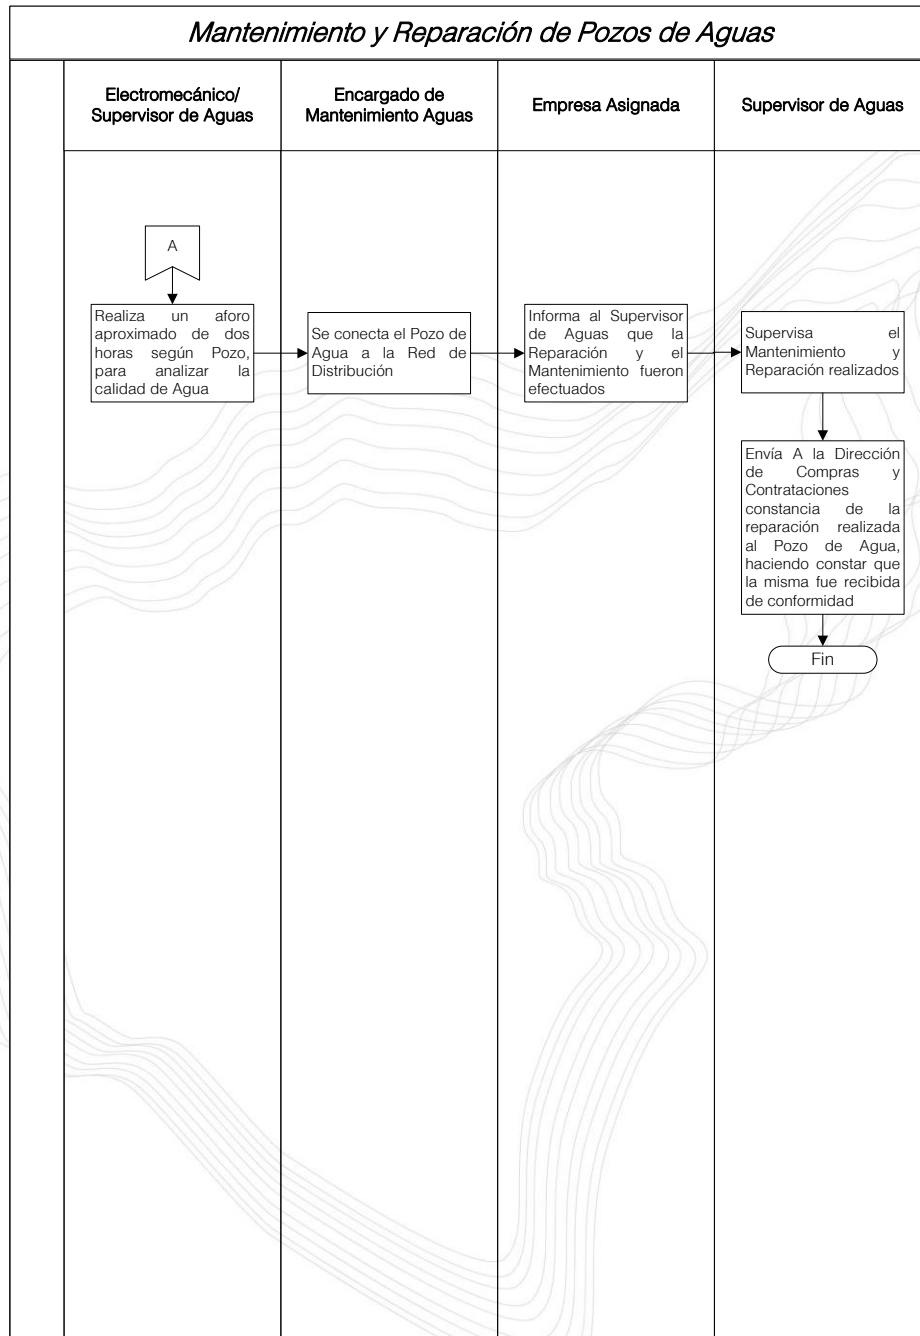 Mantenimiento y Reparación de Pozos de Aguas
Electromecánico/
Supervisor de Aguas
Encargado de
Mantenimiento Aguas
Empresa Asignada
Supervisor de Aguas
A
Realiza un aforo
aproximado de dos
horas según Pozo,
para analizar la
calidad de Agua
Se conecta el Pozo de
Agua a la Red de
Distribución
Informa al Supervisor
de Aguas que la
Reparación y el
Mantenimiento fueron
efectuados
Supervisa el
Mantenimiento y
Reparación realizados
Envía A la Dirección
de Compras y
Contrataciones
constancia de la
reparación realizada
al Pozo de Agua,
haciendo constar que
la misma fue recibida
de conformidad
Fin